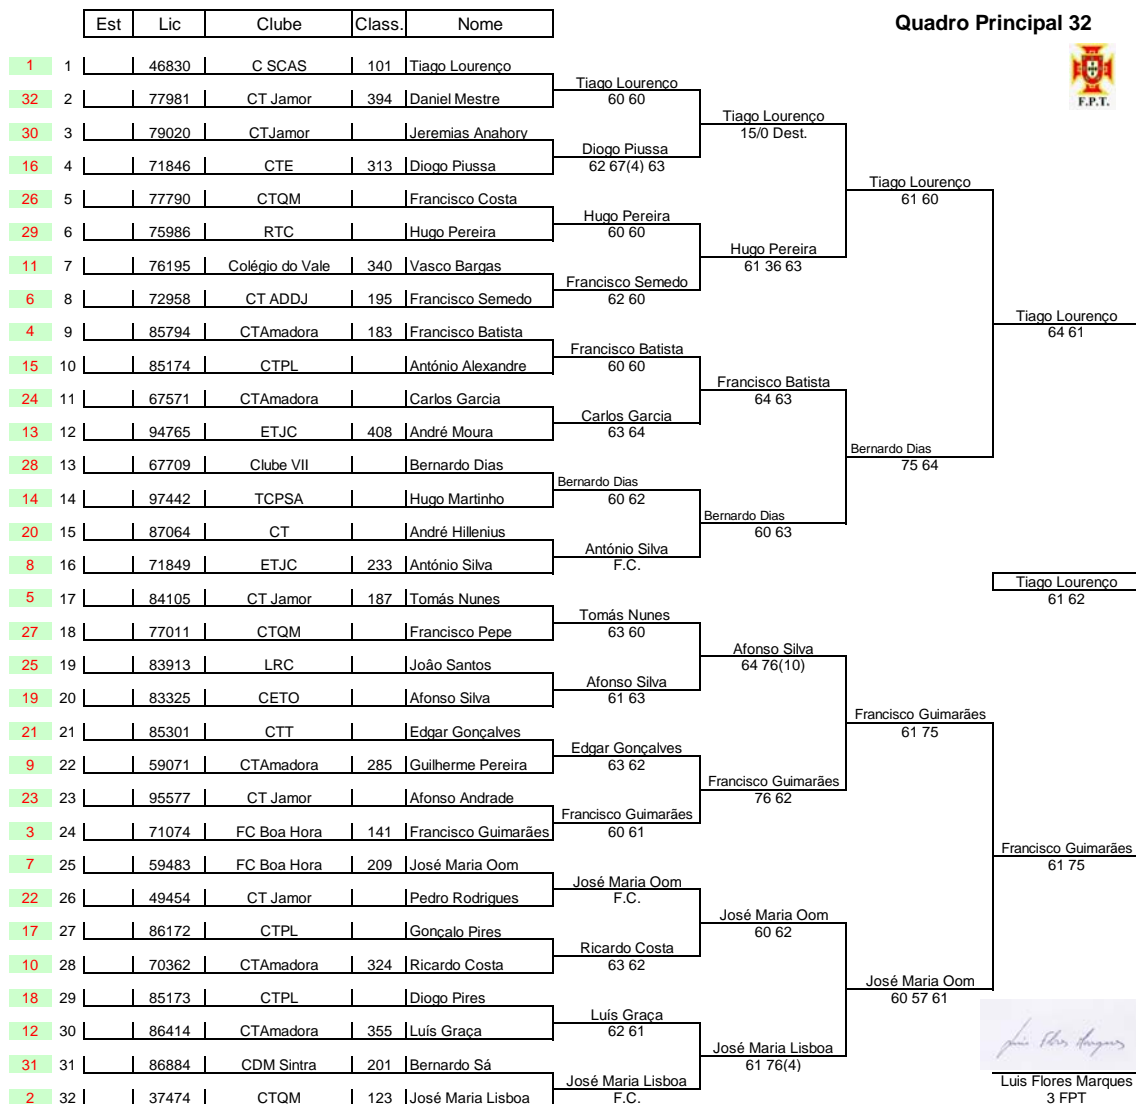 Est Lic Clube Class. Nome
Quadro Principal 32
F.P.T.
1 1 46830 C SCAS 101 Tiago Lourenço
Tiago Lourenço
32 2 77981 CT Jamor 394 Daniel Mestre 60 60
Tiago Lourenço
30 3 79020 CTJamor Jeremias Anahory 15/0 Dest.
Diogo Piussa
16 4 71846 CTE 313 Diogo Piussa 62 67(4) 63
Tiago Lourenço
26 5 77790 CTQM Francisco Costa 61 60
Hugo Pereira
29 6 75986 RTC Hugo Pereira 60 60
Hugo Pereira
11 7 76195 Colégio do Vale 340 Vasco Bargas 61 36 63
Francisco Semedo
6 8 72958 CT ADDJ 195 Francisco Semedo 62 60
Tiago Lourenço
4 9 85794 CTAmadora 183 Francisco Batista 64 61
Francisco Batista
15 10 85174 CTPL António Alexandre 60 60
Francisco Batista
24 11 67571 CTAmadora Carlos Garcia 64 63
Carlos Garcia
13 12 94765 ETJC 408 André Moura 63 64
Bernardo Dias
28 13 67709 Clube VII Bernardo Dias 75 64
Bernardo Dias
14 14 97442 TCPSA Hugo Martinho 60 62
Bernardo Dias
20 15 87064 CT André Hillenius 60 63
António Silva
8 16 71849 ETJC 233 António Silva F.C.
Tiago Lourenço
5 17 84105 CT Jamor 187 Tomás Nunes 61 62
Tomás Nunes
27 18 77011 CTQM Francisco Pepe 63 60
Afonso Silva
25 19 83913 LRC Joâo Santos 64 76(10)
Afonso Silva
19 20 83325 CETO Afonso Silva 61 63
Francisco Guimarães
21 21 85301 CTT Edgar Gonçalves 61 75
Edgar Gonçalves
9 22 59071 CTAmadora 285 Guilherme Pereira 63 62
Francisco Guimarães
23 23 95577 CT Jamor Afonso Andrade 76 62
Francisco Guimarães
3 24 71074 FC Boa Hora 141 Francisco Guimarães 60 61
Francisco Guimarães
7 25 59483 FC Boa Hora 209 José Maria Oom 61 75
José Maria Oom
22 26 49454 CT Jamor Pedro Rodrigues F.C.
José Maria Oom
17 27 86172 CTPL Gonçalo Pires 60 62
Ricardo Costa
10 28 70362 CTAmadora 324 Ricardo Costa 63 62
José Maria Oom
18 29 85173 CTPL Diogo Pires 60 57 61
Luís Graça
12 30 86414 CTAmadora 355 Luís Graça 62 61
José Maria Lisboa
31 31 86884 CDM Sintra 201 Bernardo Sá 61 76(4)
José Maria Lisboa
Luis Flores Marques
2 32 37474 CTQM 123 José Maria Lisboa F.C. 3 FPT